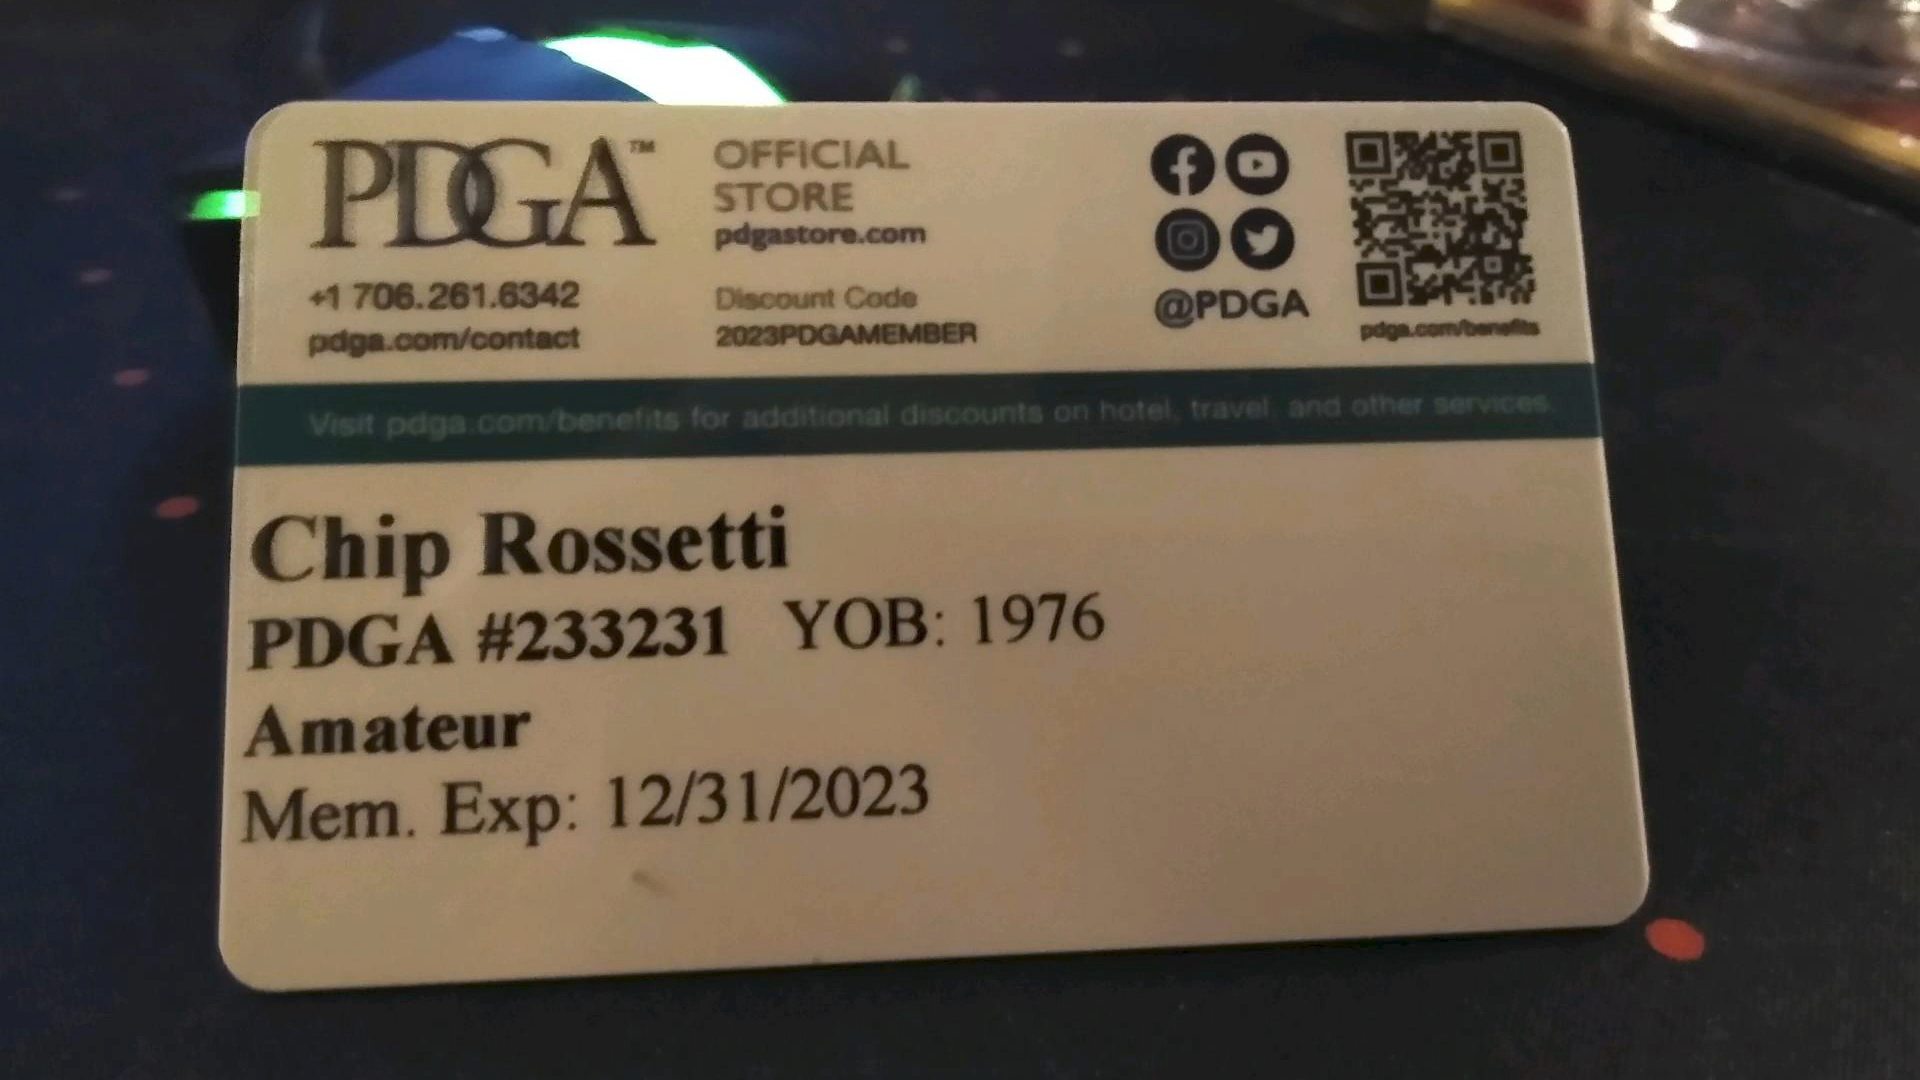 PDGA™
+1 706.261.6342
pdga.com/contact
OFFICIAL
STORE
pdgastore.com
Discount Code
2023PDGAMEMBER
@PDGA
pdga.com/benefits
Visit pdga.com/benefits for additional discounts on hotel, travel, and other services.
Chip Rossetti
PDGA #233231 YOB: 1976
Amateur
Mem. Exp: 12/31/2023